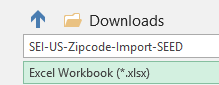 Downloads
SEI-US-Zipcode-Import-SEED
Excel Workbook (*.xlsx)